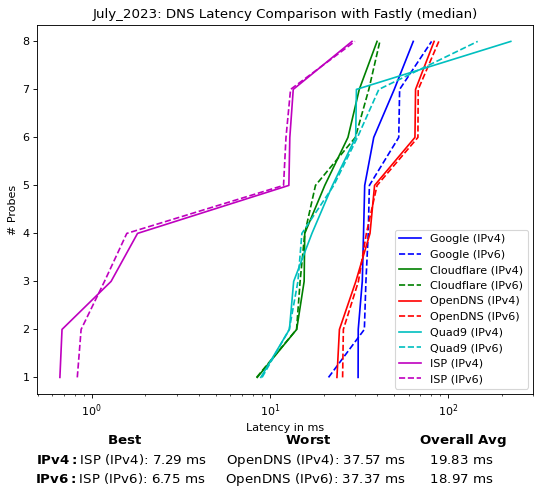 July_2023: DNS Latency Comparison with Fastly (median)
# Probes
8
7
6
5
4
3
2
1
Google (IPv4)
Google (IPv6)
Cloudflare (IPv4)
Cloudflare (IPv6)
OpenDNS (IPv4)
OpenDNS (IPv6)
Quad9 (IPv4)
Quad9 (IPv6)
ISP (IPv4)
ISP (IPv6)
10⁰ 10¹ 10²
Latency in ms
Best Worst Overall Avg
IPv4: ISP (IPv4): 7.29 ms OpenDNS (IPv4): 37.57 ms 19.83 ms
IPv6: ISP (IPv6): 6.75 ms OpenDNS (IPv6): 37.37 ms 18.97 ms